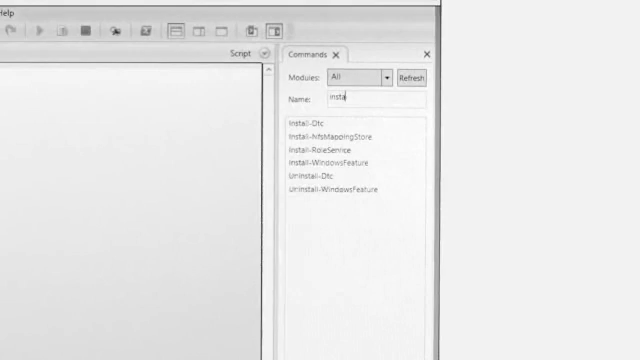 Help
Script
Commands
Modules: All Refresh
Name: insta
Install-Dtc
Install-NfsMappingStore
Install-RoleService
Install-WindowsFeature
Uninstall-Dtc
Uninstall-WindowsFeature